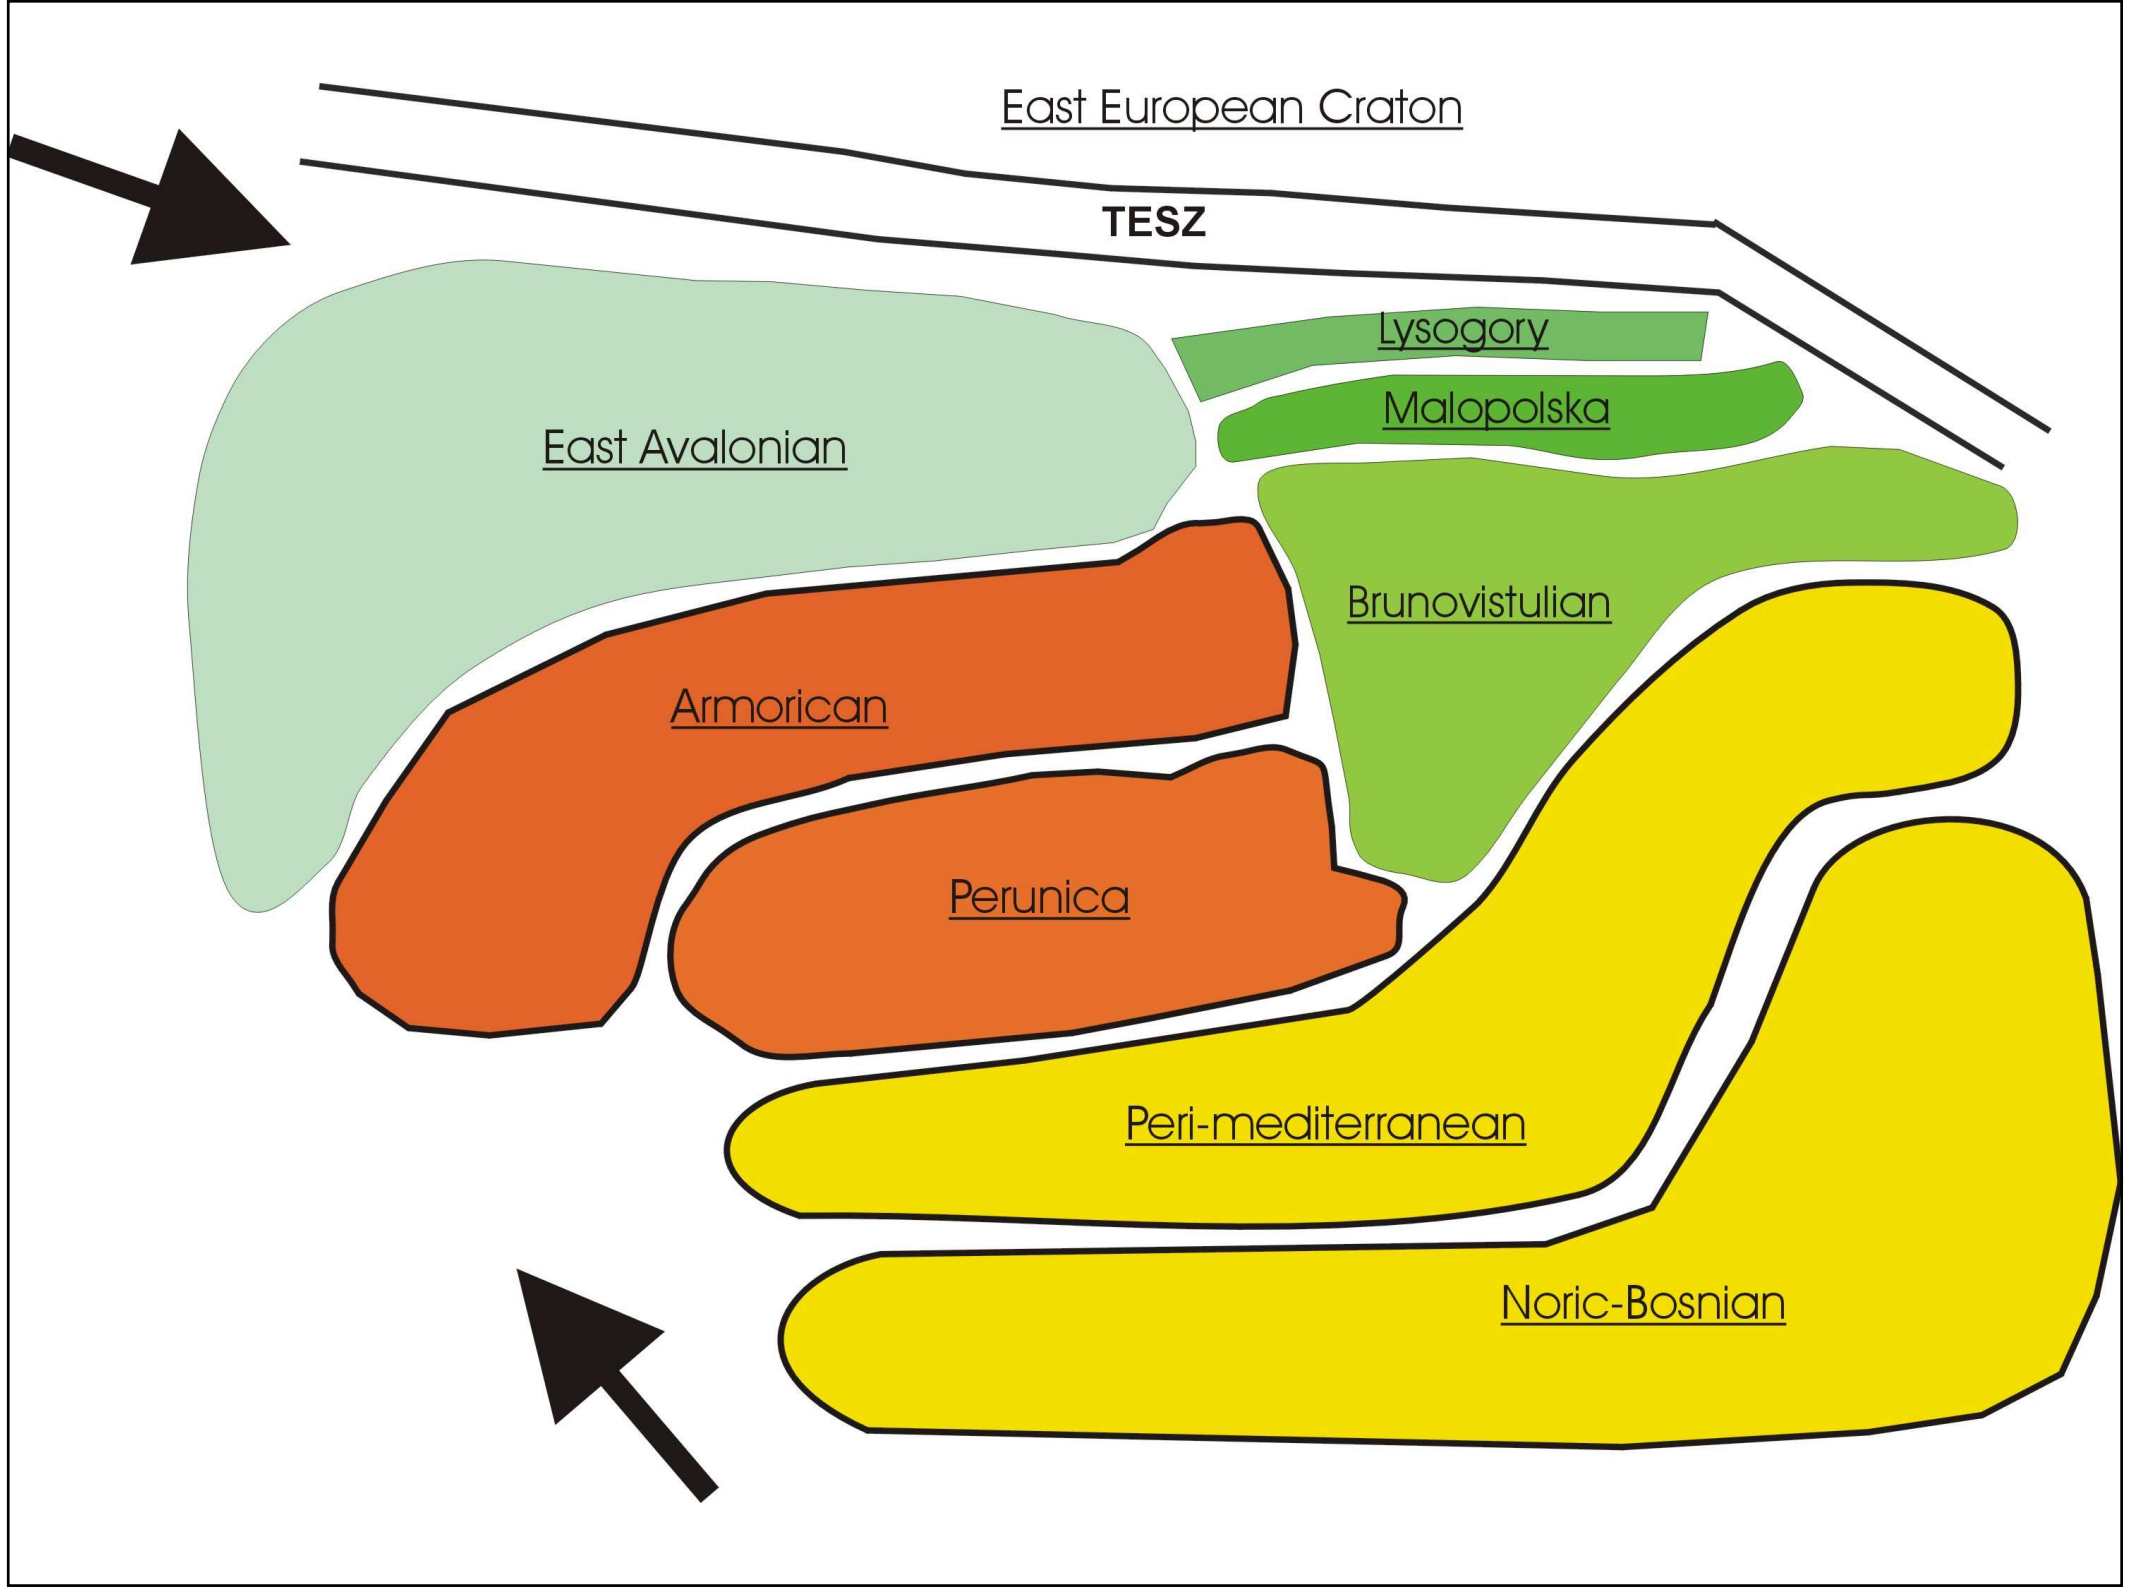 East European Craton
TESZ
Lysogory
Malopolska
East Avalonian
Brunovistulian
Armorican
Perunica
Peri-mediterranean
Noric-Bosnian